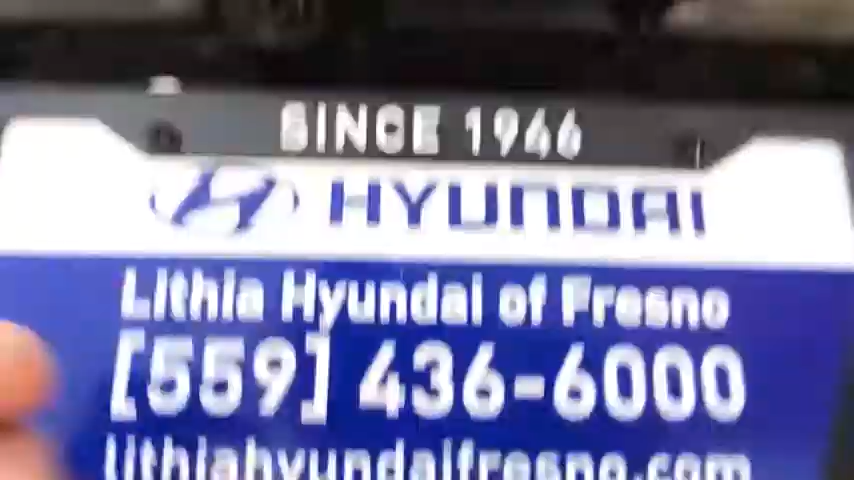 SINCE 1946
HYUNDAI
Lithia Hyundai of Fresno
[559] 436-6000
lithiahyundaifresno.com